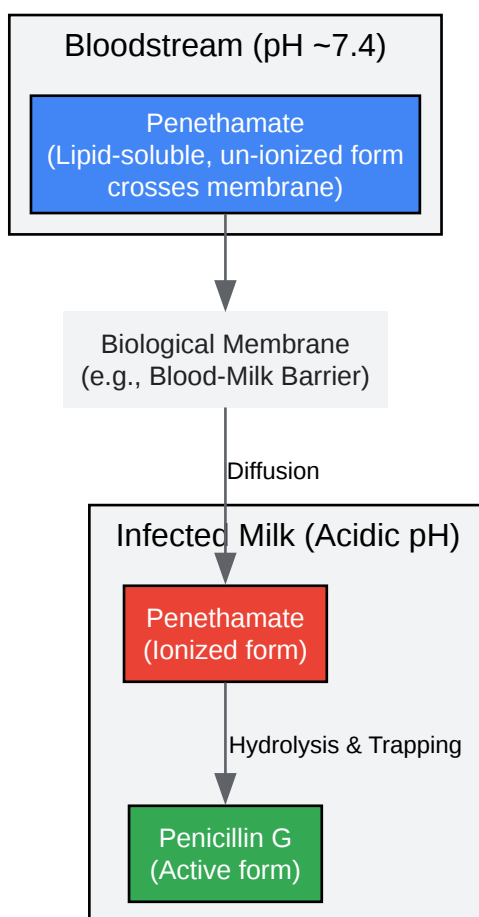 Bloodstream (pH ~7.4)
Penethamate
(Lipid-soluble, un-ionized form
crosses membrane)
Biological Membrane
(e.g., Blood-Milk Barrier)
Diffusion
Infected Milk (Acidic pH)
Penethamate
(Ionized form)
Hydrolysis & Trapping
Penicillin G
(Active form)